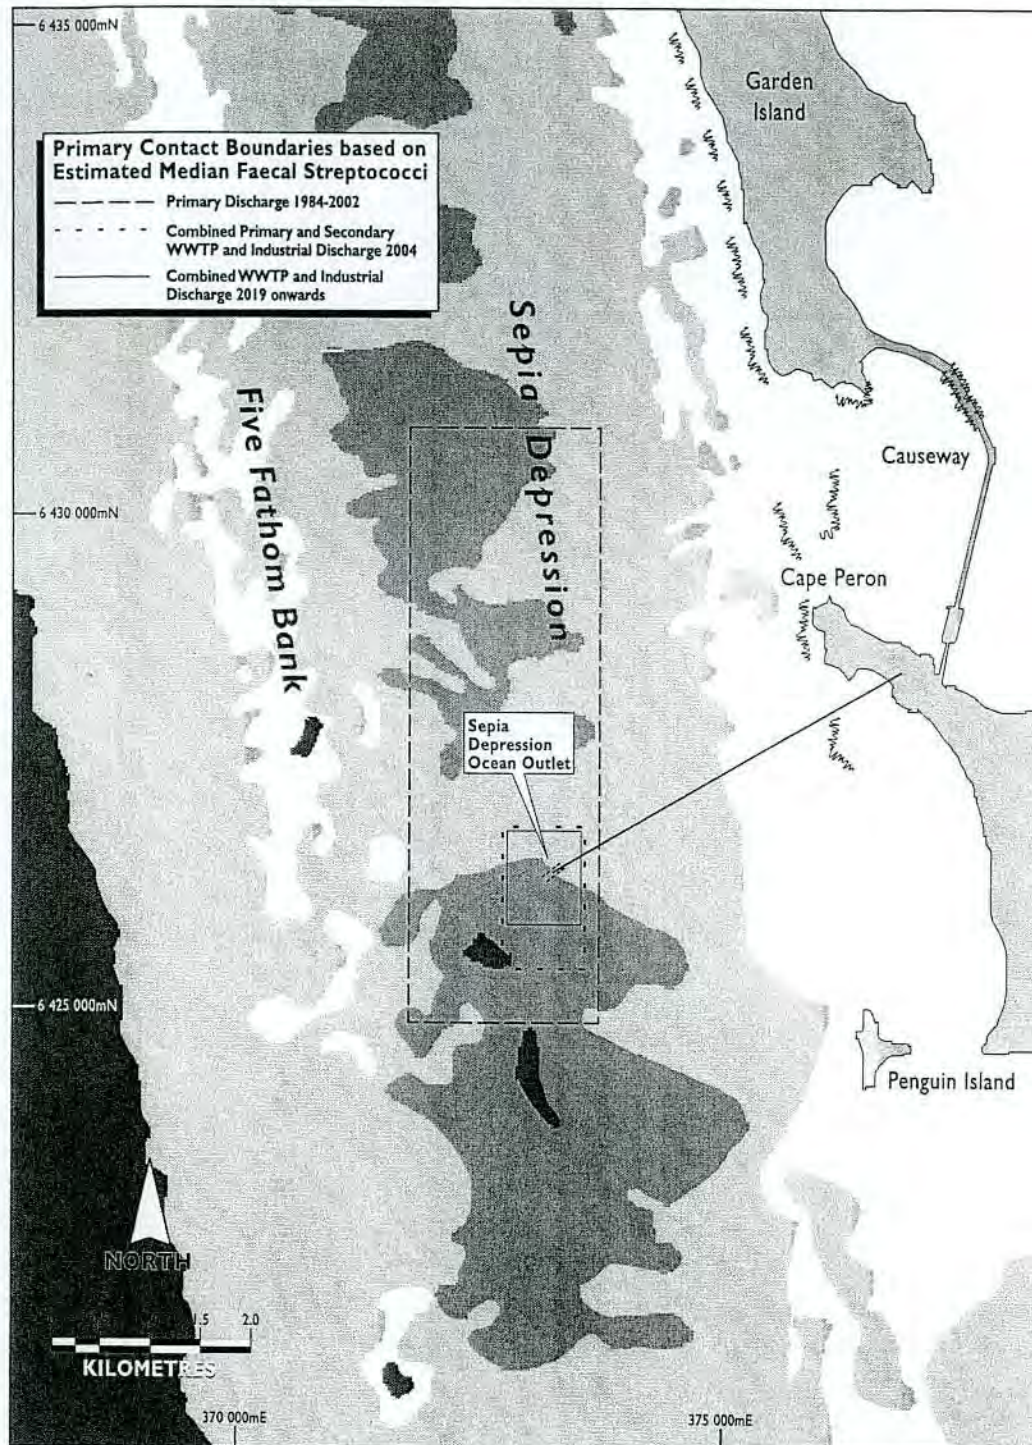 6 435 000mN
Garden
Island
Primary Contact Boundaries based on
Estimated Median Faecal Streptococci
Primary Discharge 1984-2002
Combined Primary and Secondary
WWTP and Industrial Discharge 2004
Combined WWTP and Industrial
Discharge 2019 onwards
Sepia Depression
Five Fathom Bank
Causeway
6 430 000mN
Cape Peron
Sepia
Depression
Ocean Outlet
6 425 000mN
Penguin Island
NORTH
1.5 2.0
KILOMETRES
370 000mE
375 000mE